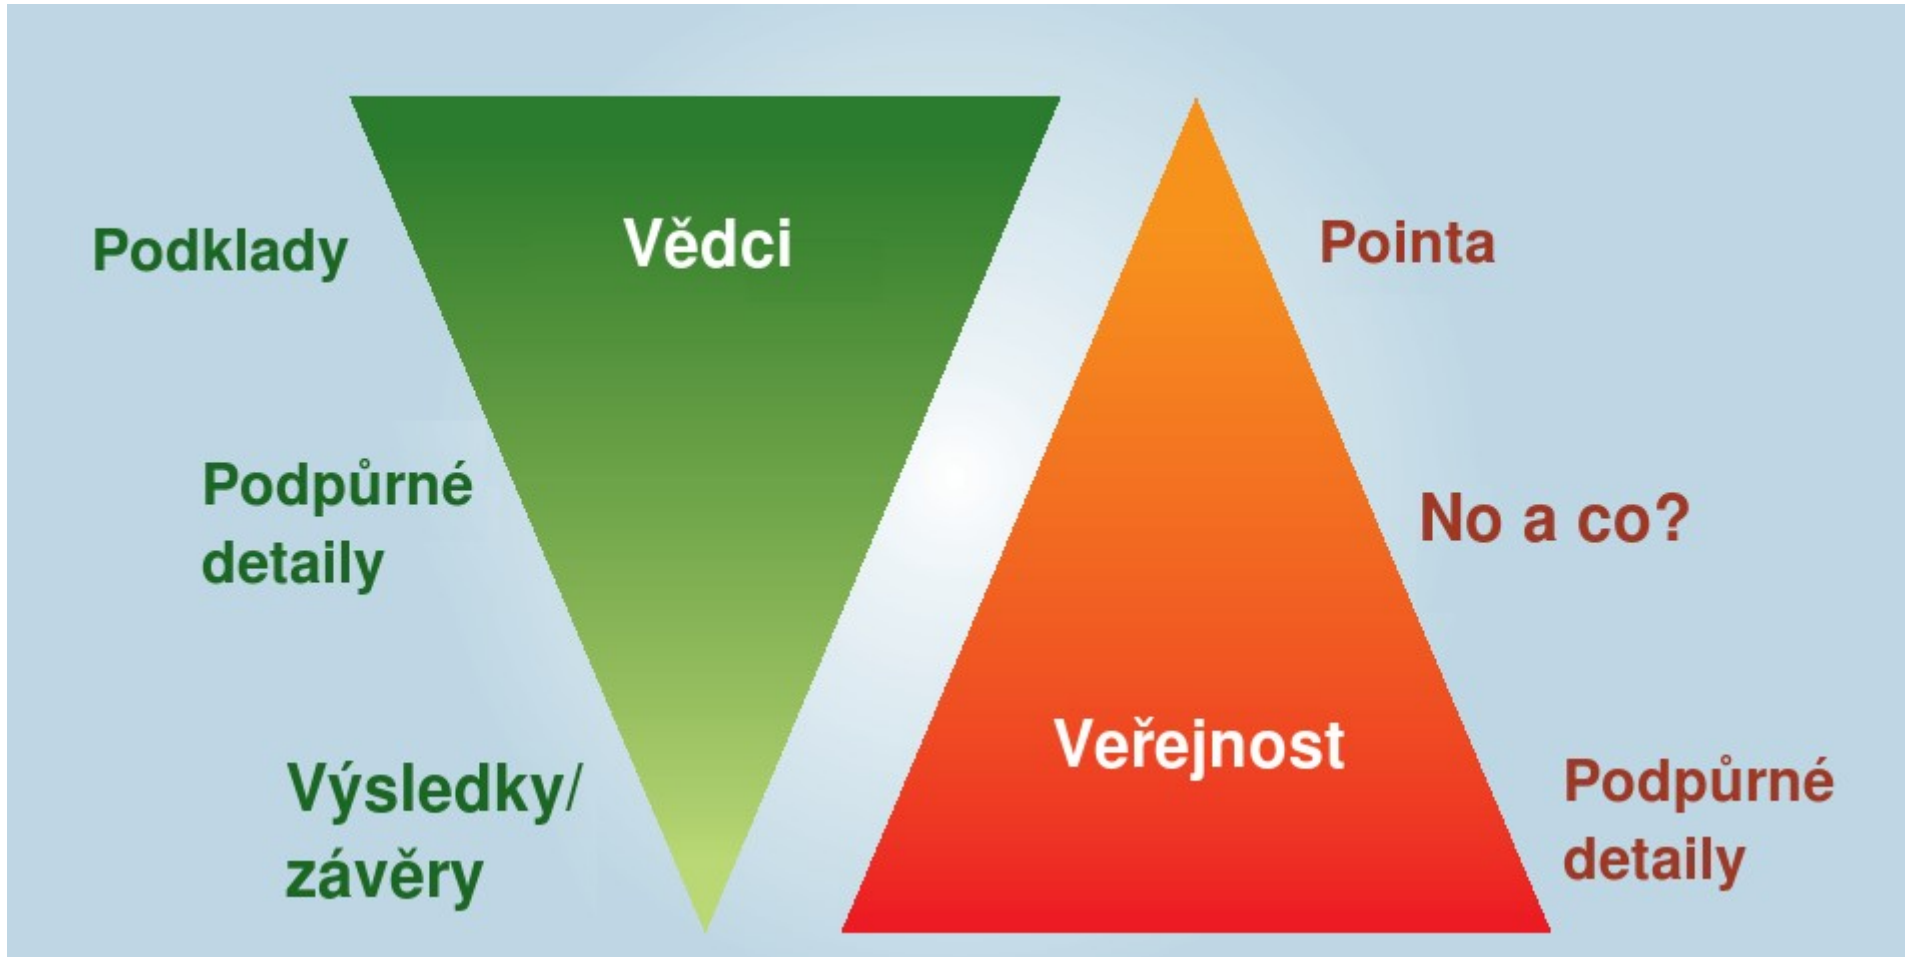 Vědci
Podklady
Podpůrné
detaily
Výsledky/
závěry
Pointa
No a co?
Veřejnost
Podpůrné
detaily